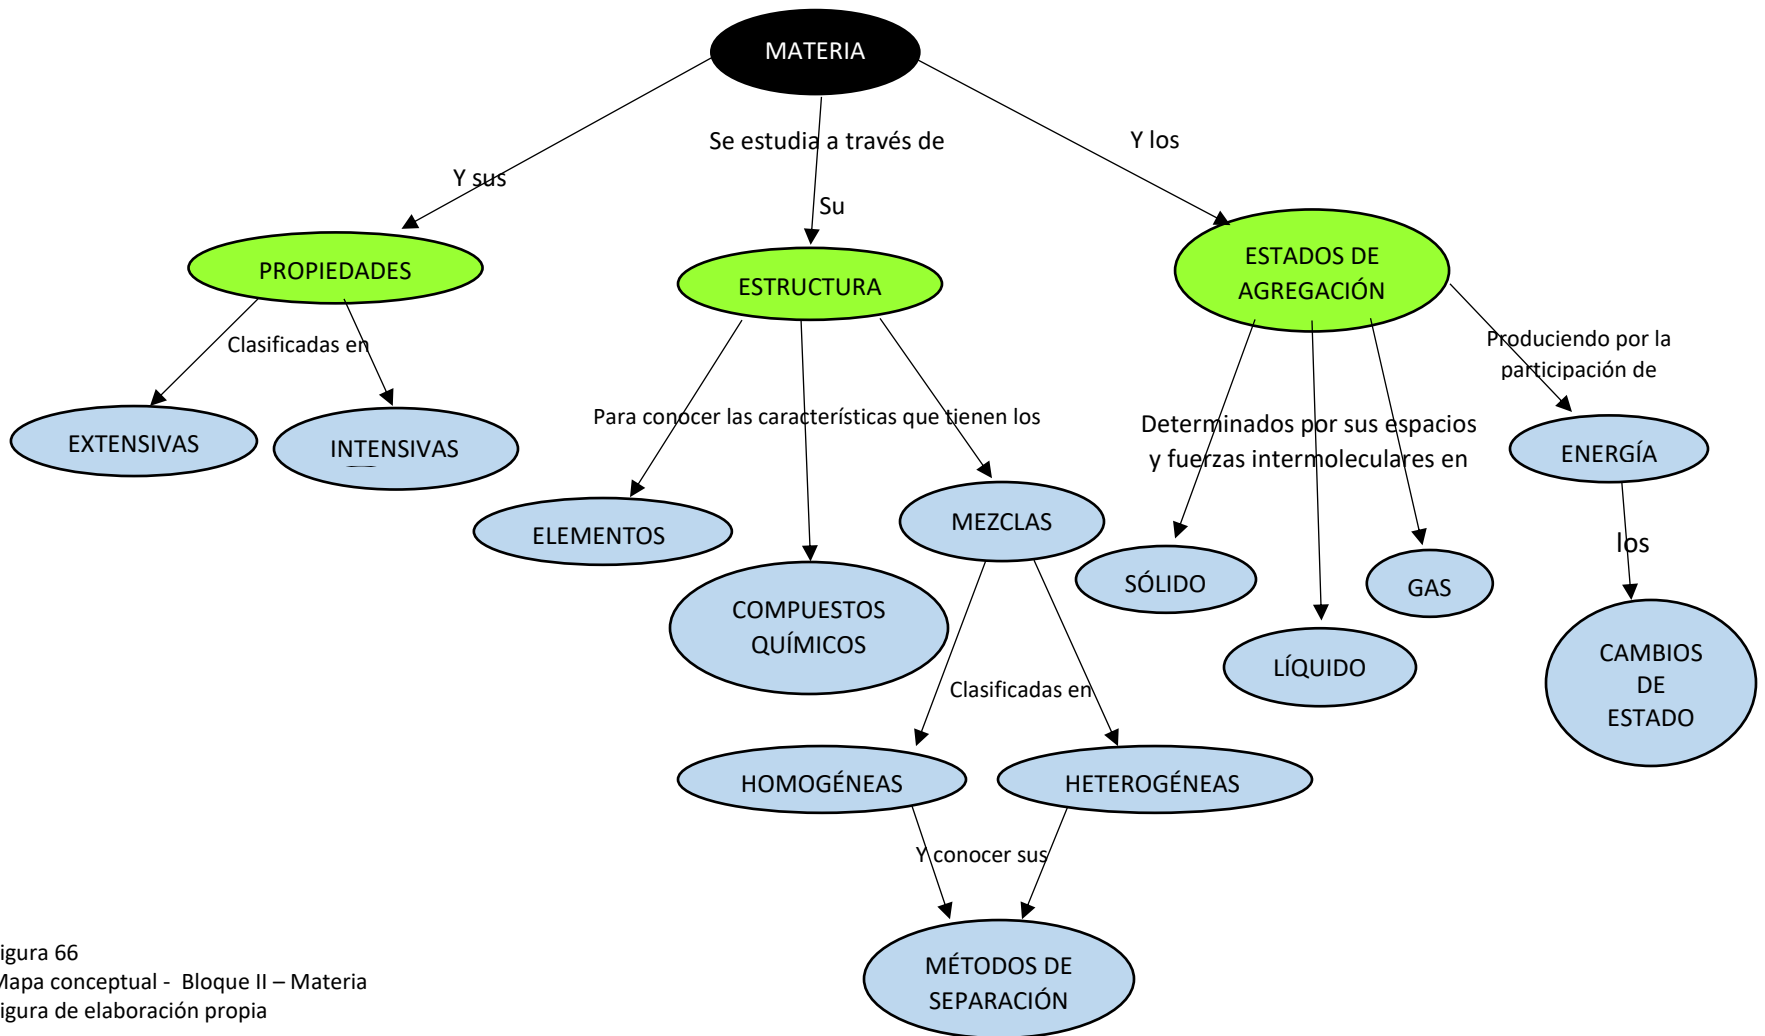 MATERIA
Se estudia a través de
Y los
Y sus
Su
PROPIEDADES
ESTRUCTURA
ESTADOS DE
AGREGACIÓN
Clasificadas en
Produciendo por la
participación de
EXTENSIVAS
INTENSIVAS
Para conocer las características que tienen los
Determinados por sus espacios
y fuerzas intermoleculares en
ENERGÍA
ELEMENTOS
MEZCLAS
los
SÓLIDO
GAS
COMPUESTOS
QUÍMICOS
LÍQUIDO
CAMBIOS
DE
ESTADO
Clasificadas en
HOMOGÉNEAS
HETEROGÉNEAS
Y conocer sus
MÉTODOS DE
SEPARACIÓN
igura 66
Mapa conceptual - Bloque II – Materia
igura de elaboración propia